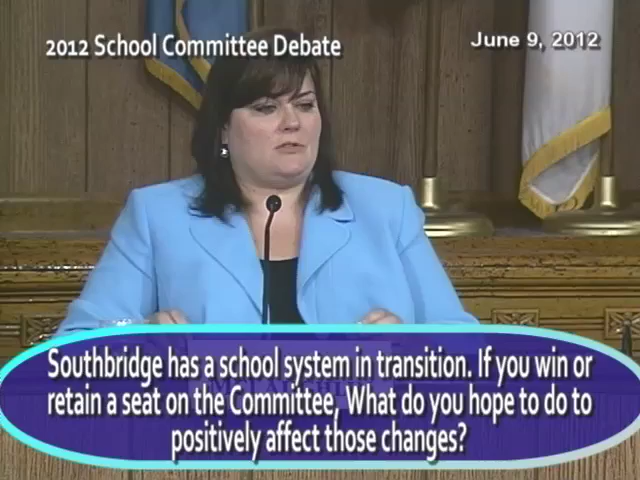 2012 School Committee Debate
June 9, 2012
Southbridge has a school system in transition. If you win or
retain a seat on the Committee, What do you hope to do to
positively affect those changes?